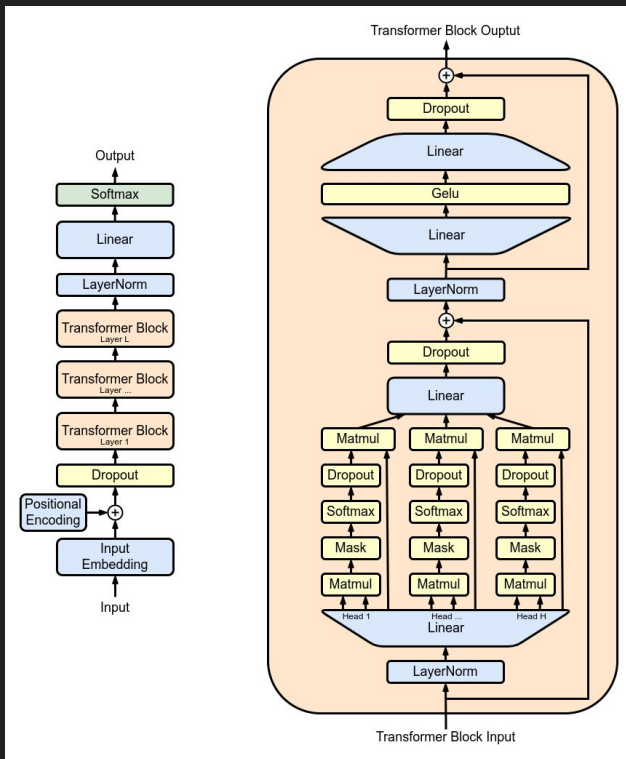 Output
Softmax
Linear
LayerNorm
Transformer Block
Layer L
Transformer Block
Layer ...
Transformer Block
Layer 1
Dropout
Positional
Encoding
+
Input
Embedding
Input
Transformer Block Ouptut
+
Dropout
Linear
Gelu
Linear
LayerNorm
+
Dropout
Linear
Matmul Matmul Matmul
Dropout Dropout Dropout
Softmax Softmax Softmax
Mask Mask Mask
Matmul Matmul Matmul
Head 1 Head ... Head H
Linear
LayerNorm
Transformer Block Input